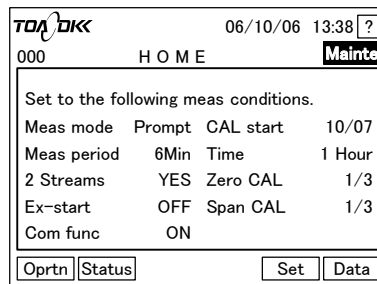 TOA DKK 06/10/06 13:38 ?
000 HOME Mainte
Set to the following meas conditions.
Meas mode Prompt CAL start 10/07
Meas period 6Min Time 1 Hour
2 Streams YES Zero CAL 1/3
Ex-start OFF Span CAL 1/3
Com func ON
Oprtn Status Set Data